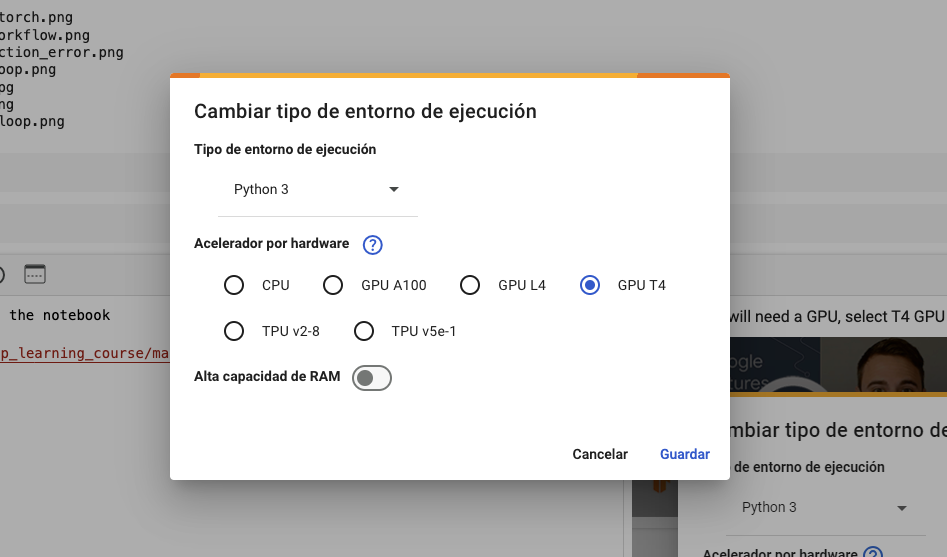 torch.png
orkflow.png
ction_error.png
oop.png
ng
loop.png
Cambiar tipo de entorno de ejecución
Tipo de entorno de ejecución
Python 3
Acelerador por hardware ?
CPU GPU A100 GPU L4 GPU T4
TPU v2-8 TPU v5e-1
Alta capacidad de RAM
Cancelar Guardar
the notebook
p_learning_course/ma
will need a GPU, select T4 GPU
ogle
tures
mbiar tipo de entorno de
de entorno de ejecución
Python 3
Acelerador por hardware ?